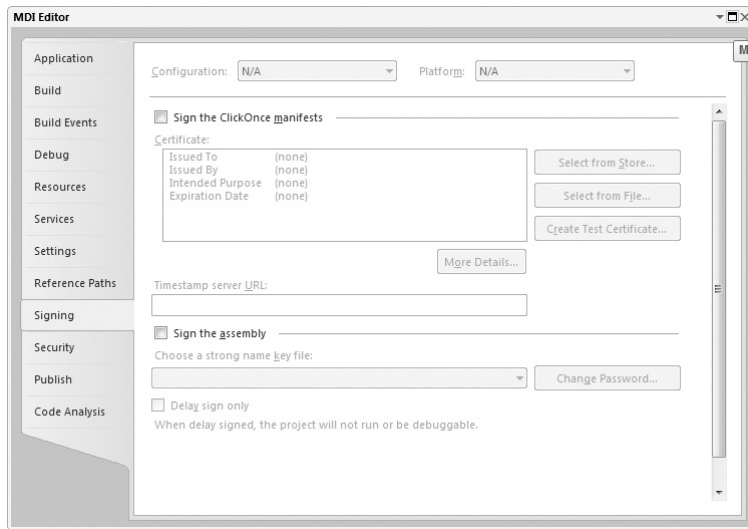 MDI Editor
M
Application
Build
Build Events
Debug
Resources
Services
Settings
Reference Paths
Signing
Security
Publish
Code Analysis
Configuration: N/A Platform: N/A
Sign the ClickOnce manifests
Certificate:
Issued To (none)
Issued By (none)
Intended Purpose (none)
Expiration Date (none)
Select from Store...
Select from File...
Create Test Certificate...
More Details...
Timestamp server URL:
Sign the assembly
Choose a strong name key file:
Change Password...
Delay sign only
When delay signed, the project will not run or be debuggable.